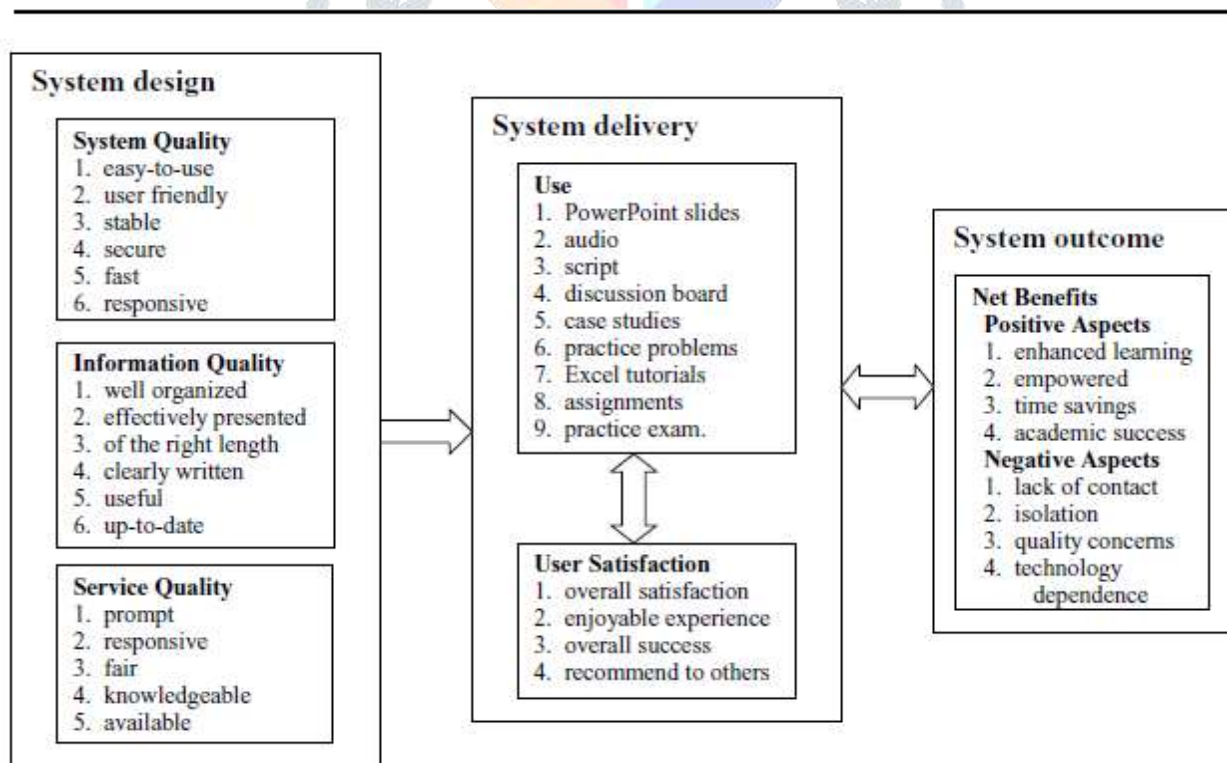 System design
System Quality
1. easy-to-use
2. user friendly
3. stable
4. secure
5. fast
6. responsive
Information Quality
1. well organized
2. effectively presented
3. of the right length
4. clearly written
5. useful
6. up-to-date
Service Quality
1. prompt
2. responsive
3. fair
4. knowledgeable
5. available
System delivery
Use
1. PowerPoint slides
2. audio
3. script
4. discussion board
5. case studies
6. practice problems
7. Excel tutorials
8. assignments
9. practice exam.
User Satisfaction
1. overall satisfaction
2. enjoyable experience
3. overall success
4. recommend to others
System outcome
Net Benefits
Positive Aspects
1. enhanced learning
2. empowered
3. time savings
4. academic success
Negative Aspects
1. lack of contact
2. isolation
3. quality concerns
4. technology
dependence